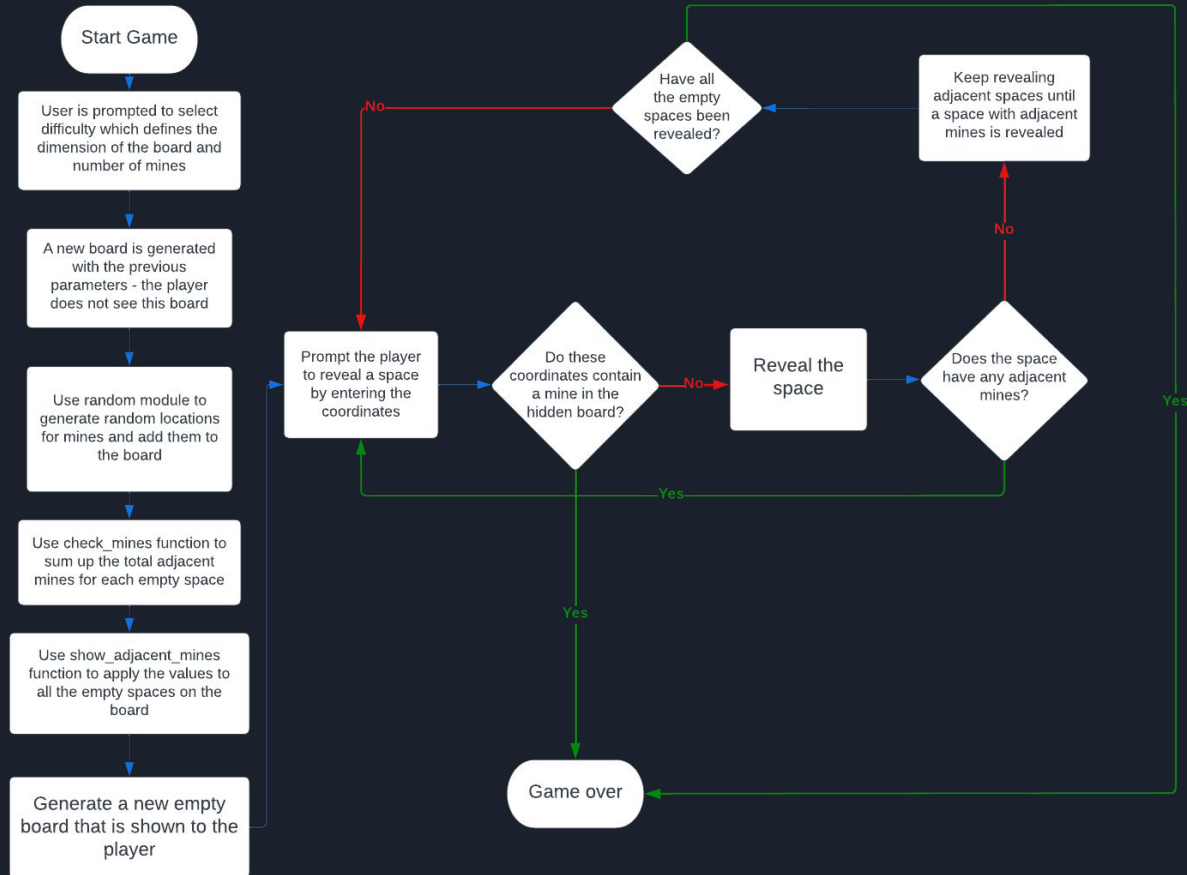 Start Game
User is prompted to select
difficulty which defines the
dimension of the board and
number of mines
A new board is generated
with the previous
parameters - the player
does not see this board
Use random module to
generate random locations
for mines and add them to
the board
Use check_mines function to
sum up the total adjacent
mines for each empty space
Use show_adjacent_mines
function to apply the values to
all the empty spaces on the
board
Generate a new empty
board that is shown to the
player
Prompt the player
to reveal a space
by entering the
coordinates
Do these
coordinates contain
a mine in the
hidden board?
No
Reveal the
space
Does the space
have any adjacent
mines?
No
Keep revealing
adjacent spaces until
a space with adjacent
mines is revealed
Have all
the empty
spaces been
revealed?
No
Yes
Yes
Yes
Game over